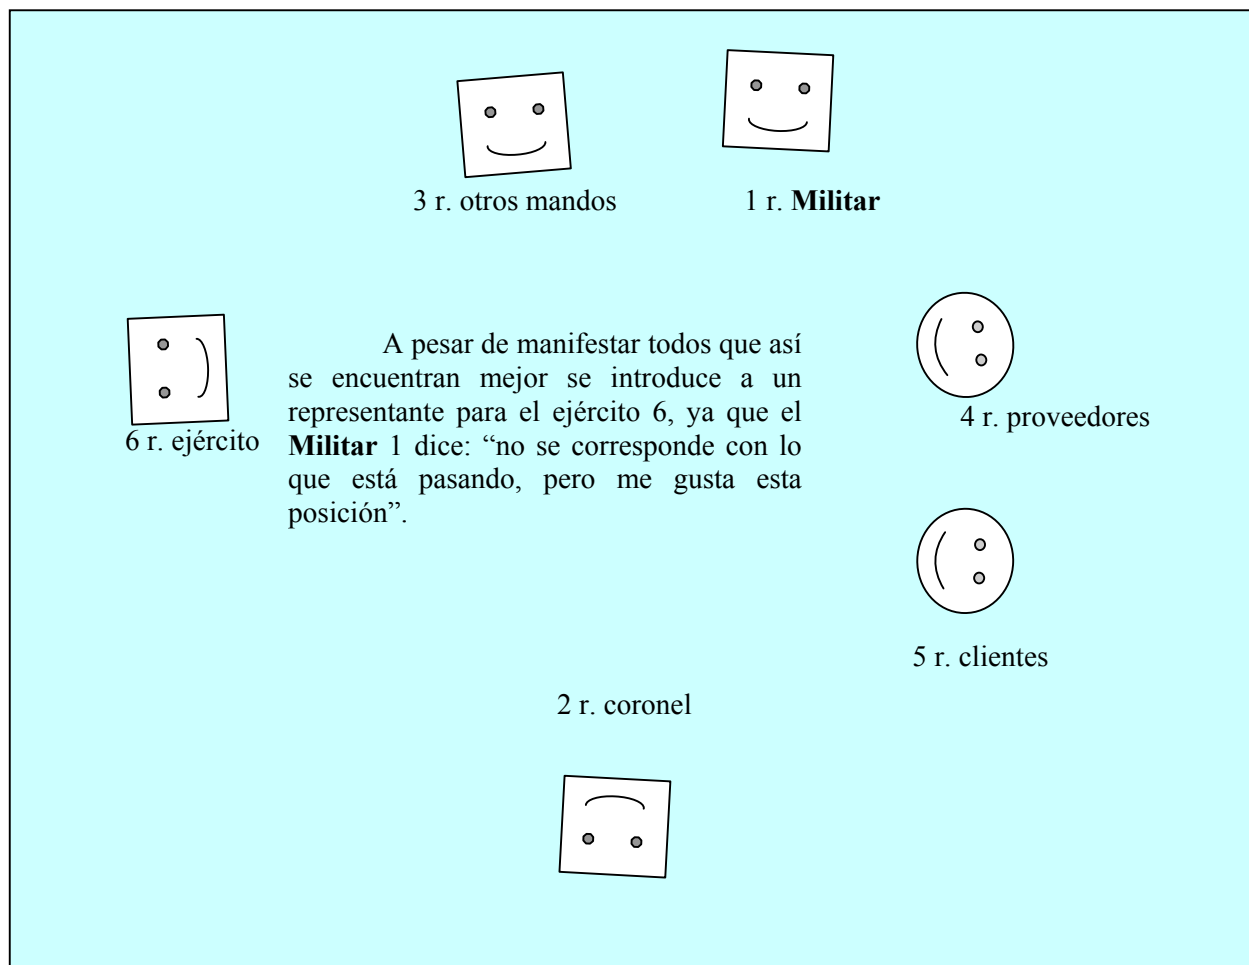 3 r. otros mandos
1 r. Militar
A pesar de manifestar todos que así
se encuentran mejor se introduce a un
representante para el ejército 6, ya que el
Militar 1 dice: “no se corresponde con lo
que está pasando, pero me gusta esta
posición”.
6 r. ejército
4 r. proveedores
5 r. clientes
2 r. coronel